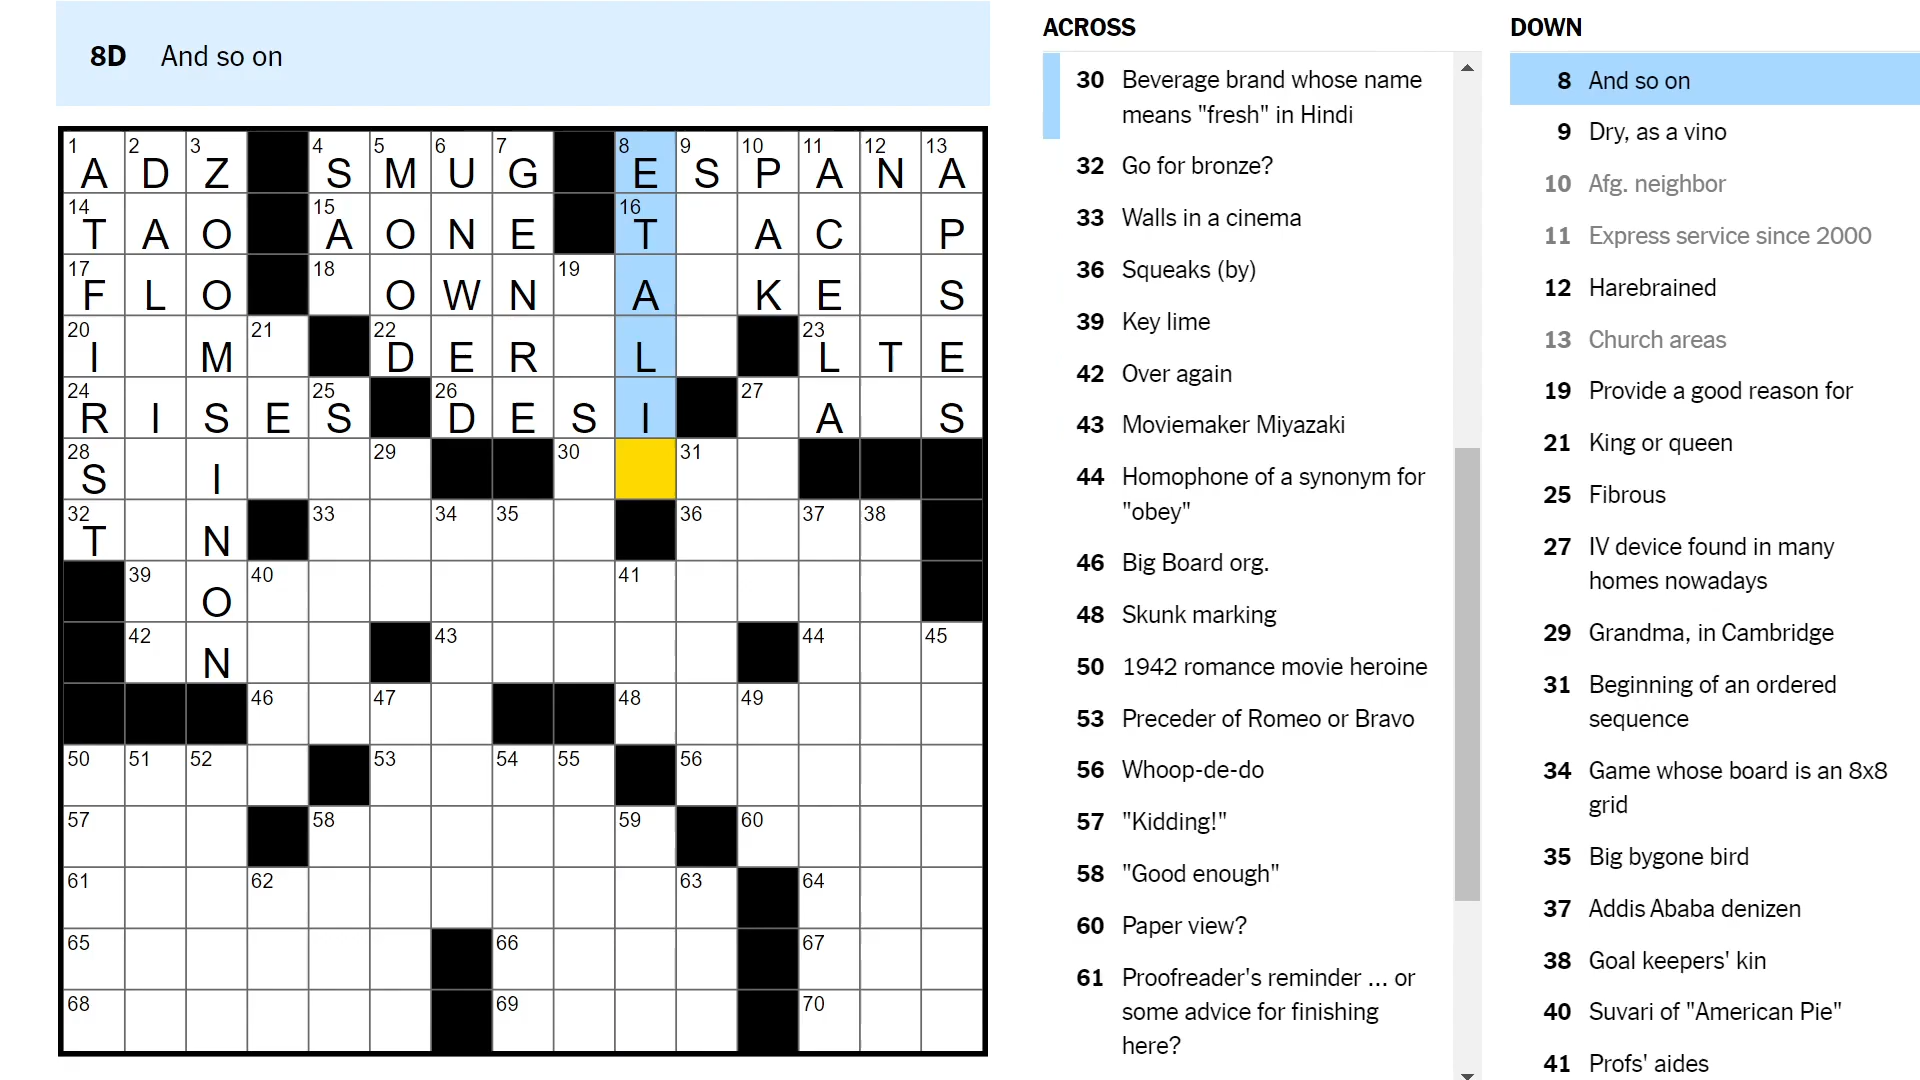 8D And so on
1 2 3 4 5 6 7 8 9 10 11 12 13
A D Z S M U G E S P A N A
14 15 16
T A O A O N E T A C P
17 18 19
F L O O W N A K E S
20 21 22 23
I M D E R L L T E
24 25 26 27
R I S E S D E S I A S
28 29 30 31
S I
32 33 34 35 36 37 38
T N
39 40 41
O
42 43 44 45
N
46 47 48 49
50 51 52 53 54 55 56
57 58 59 60
61 62 63 64
65 66 67
68 69 70
ACROSS
30 Beverage brand whose name
means "fresh" in Hindi
32 Go for bronze?
33 Walls in a cinema
36 Squeaks (by)
39 Key lime
42 Over again
43 Moviemaker Miyazaki
44 Homophone of a synonym for
"obey"
46 Big Board org.
48 Skunk marking
50 1942 romance movie heroine
53 Preceder of Romeo or Bravo
56 Whoop-de-do
57 "Kidding!"
58 "Good enough"
60 Paper view?
61 Proofreader's reminder ... or
some advice for finishing
here?
DOWN
8 And so on
9 Dry, as a vino
10 Afg. neighbor
11 Express service since 2000
12 Harebrained
13 Church areas
19 Provide a good reason for
21 King or queen
25 Fibrous
27 IV device found in many
homes nowadays
29 Grandma, in Cambridge
31 Beginning of an ordered
sequence
34 Game whose board is an 8x8
grid
35 Big bygone bird
37 Addis Ababa denizen
38 Goal keepers' kin
40 Suvari of "American Pie"
41 Profs' aides